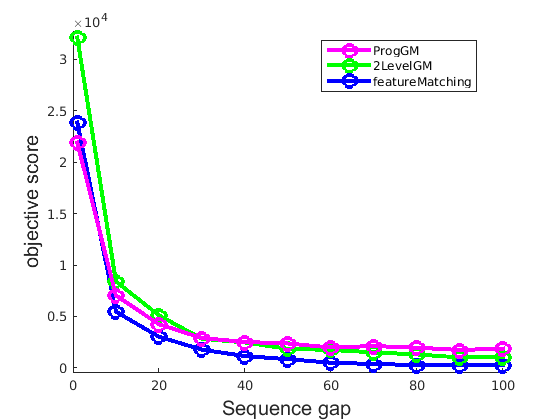 ×10⁴
3
2.5
2
1.5
1
0.5
0
0 20 40 60 80 100
objective score
Sequence gap
ProgGM
2LevelGM
featureMatching